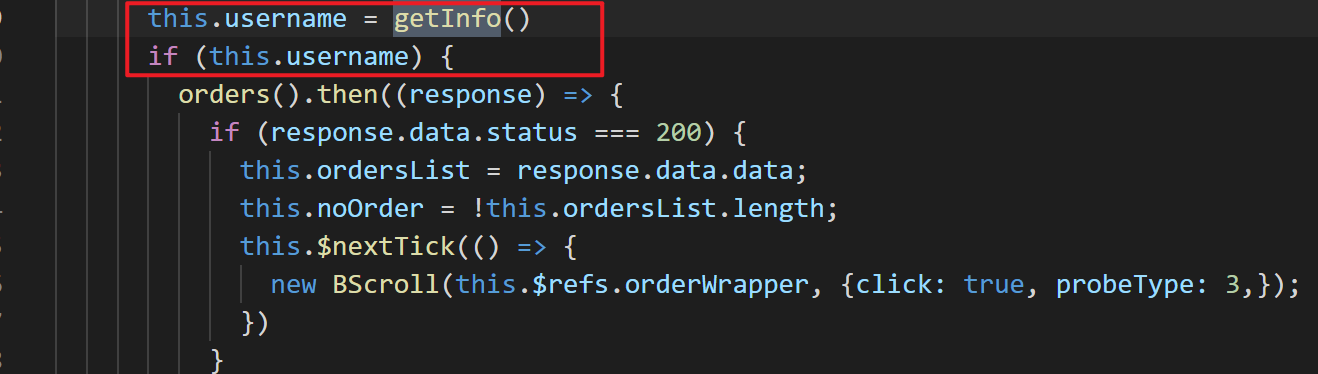 this.username = getInfo()
if (this.username) {
orders().then((response) => {
if (response.data.status === 200) {
this.ordersList = response.data.data;
this.noOrder = !this.ordersList.length;
this.$nextTick(() => {
new BScroll(this.$refs.orderWrapper, {click: true, probeType: 3,});
})
}